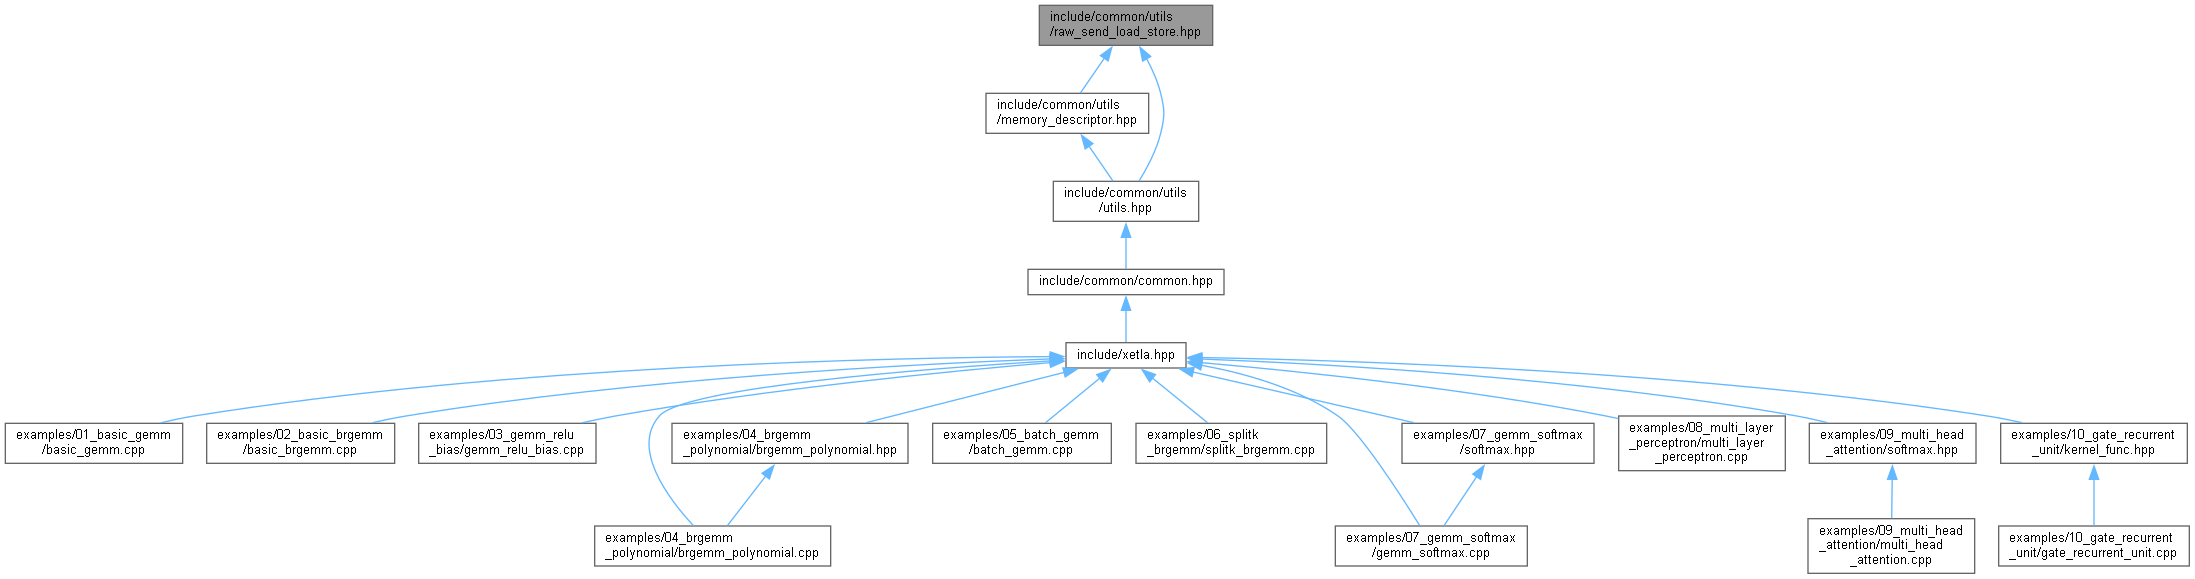 include/common/utils
/raw_send_load_store.hpp
include/common/utils
/memory_descriptor.hpp
include/common/utils
/utils.hpp
include/common/common.hpp
include/xetla.hpp
examples/01_basic_gemm
/basic_gemm.cpp
examples/02_basic_brgemm
/basic_brgemm.cpp
examples/03_gemm_relu
_bias/gemm_relu_bias.cpp
examples/04_brgemm
_polynomial/brgemm_polynomial.hpp
examples/05_batch_gemm
/batch_gemm.cpp
examples/06_splitk
_brgemm/splitk_brgemm.cpp
examples/07_gemm_softmax
/softmax.hpp
examples/08_multi_layer
_perceptron/multi_layer
_perceptron.cpp
examples/09_multi_head
_attention/softmax.hpp
examples/10_gate_recurrent
_unit/kernel_func.hpp
examples/04_brgemm
_polynomial/brgemm_polynomial.cpp
examples/07_gemm_softmax
/gemm_softmax.cpp
examples/09_multi_head
_attention/multi_head
_attention.cpp
examples/10_gate_recurrent
_unit/gate_recurrent_unit.cpp